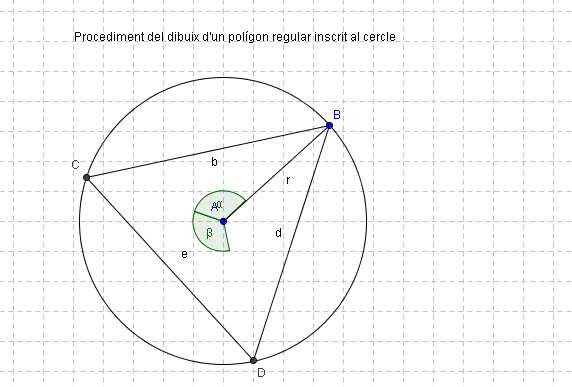 Procediment del dibuix d'un polígon regular inscrit al cercle
B
C
b
r
A α
β
d
e
D